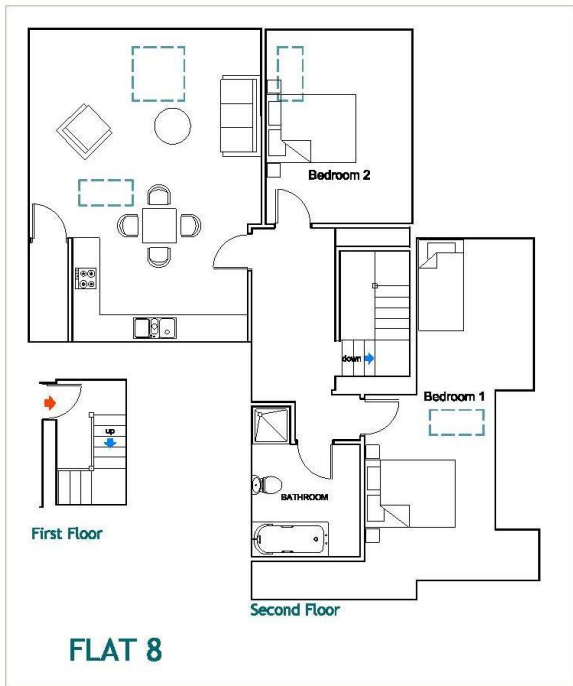 Bedroom 2
down
Bedroom 1
up
BATHROOM
First Floor
Second Floor
FLAT 8